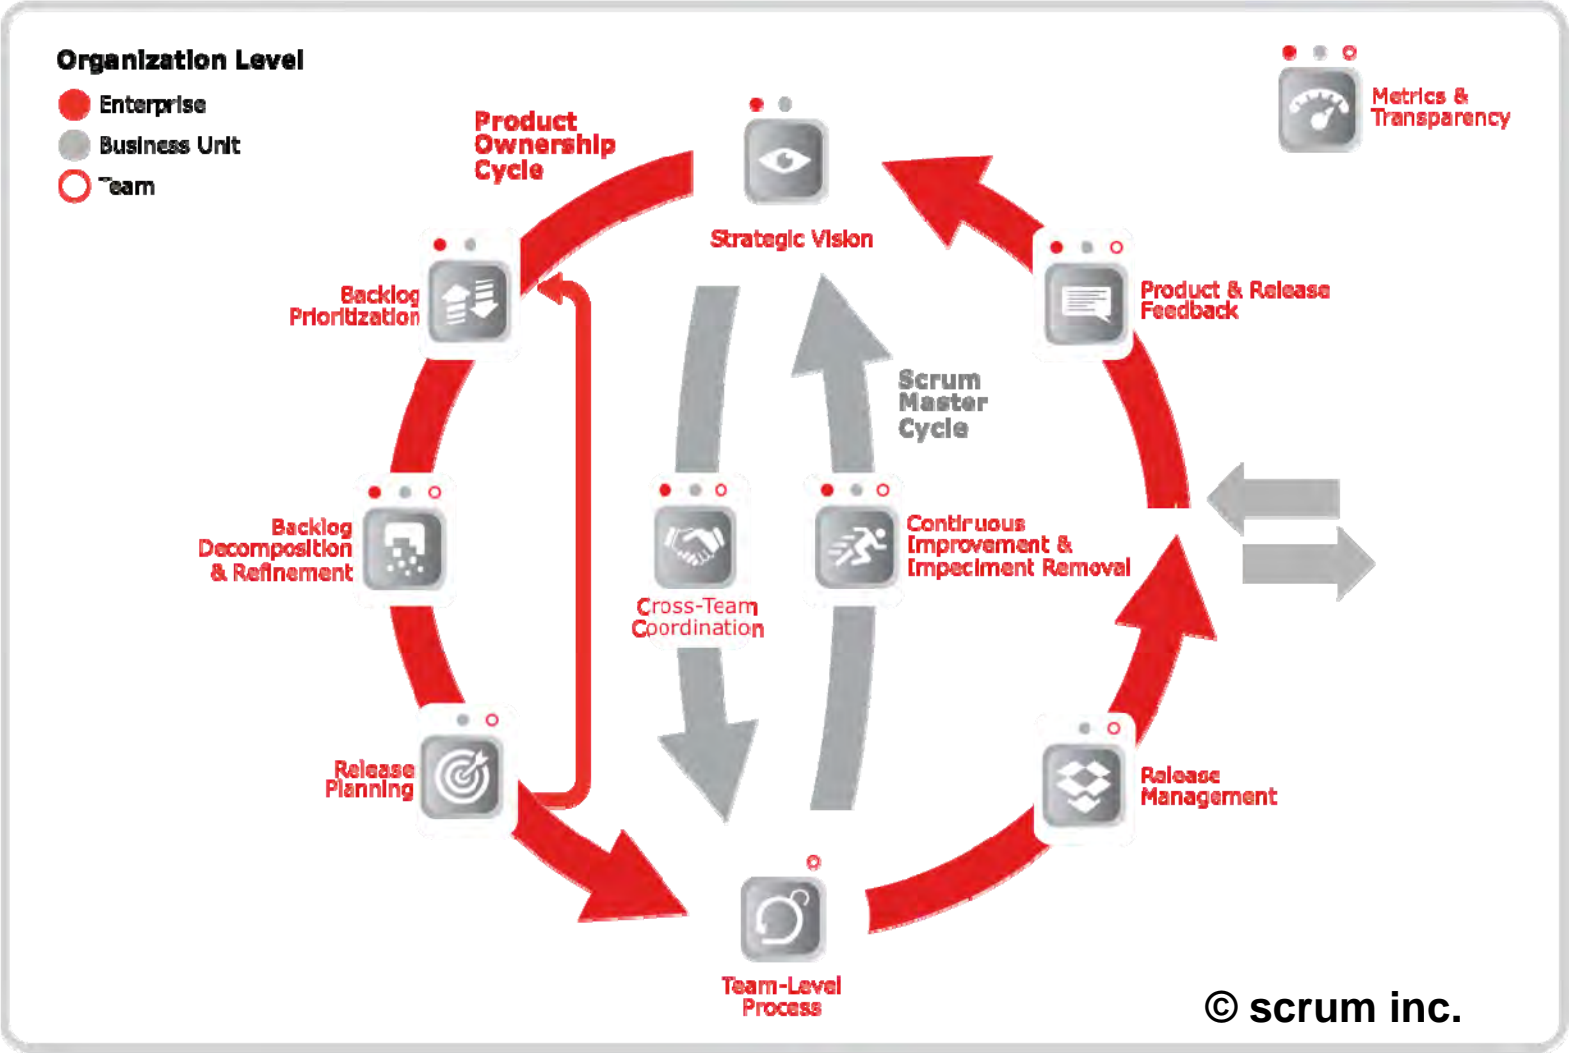 Organization Level
Enterprise
Business Unit
Team
Metrics &
Transparency
Product
Ownership
Cycle
Strategic Vision
Backlog
Prioritization
Product & Release
Feedback
Scrum
Master
Cycle
Backlog
Decomposition
& Refinement
Continuous
Improvement &
Impediment Removal
Cross-Team
Coordination
Release
Planning
Release
Management
Team-Level
Process
© scrum inc.